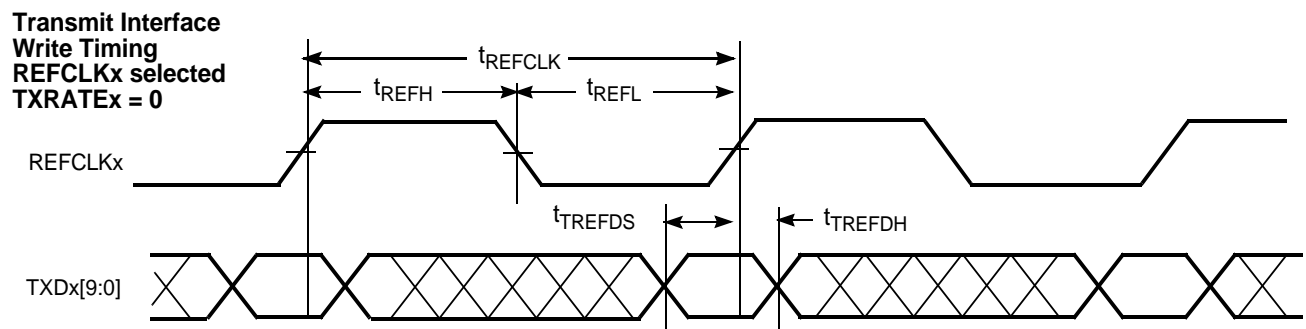 Transmit Interface
Write Timing
REFCLKx selected
TXRATEx = 0
tREFCLK
tREFH
tREFL
REFCLKx
tTREFDS
tTREFDH
TXDx[9:0]